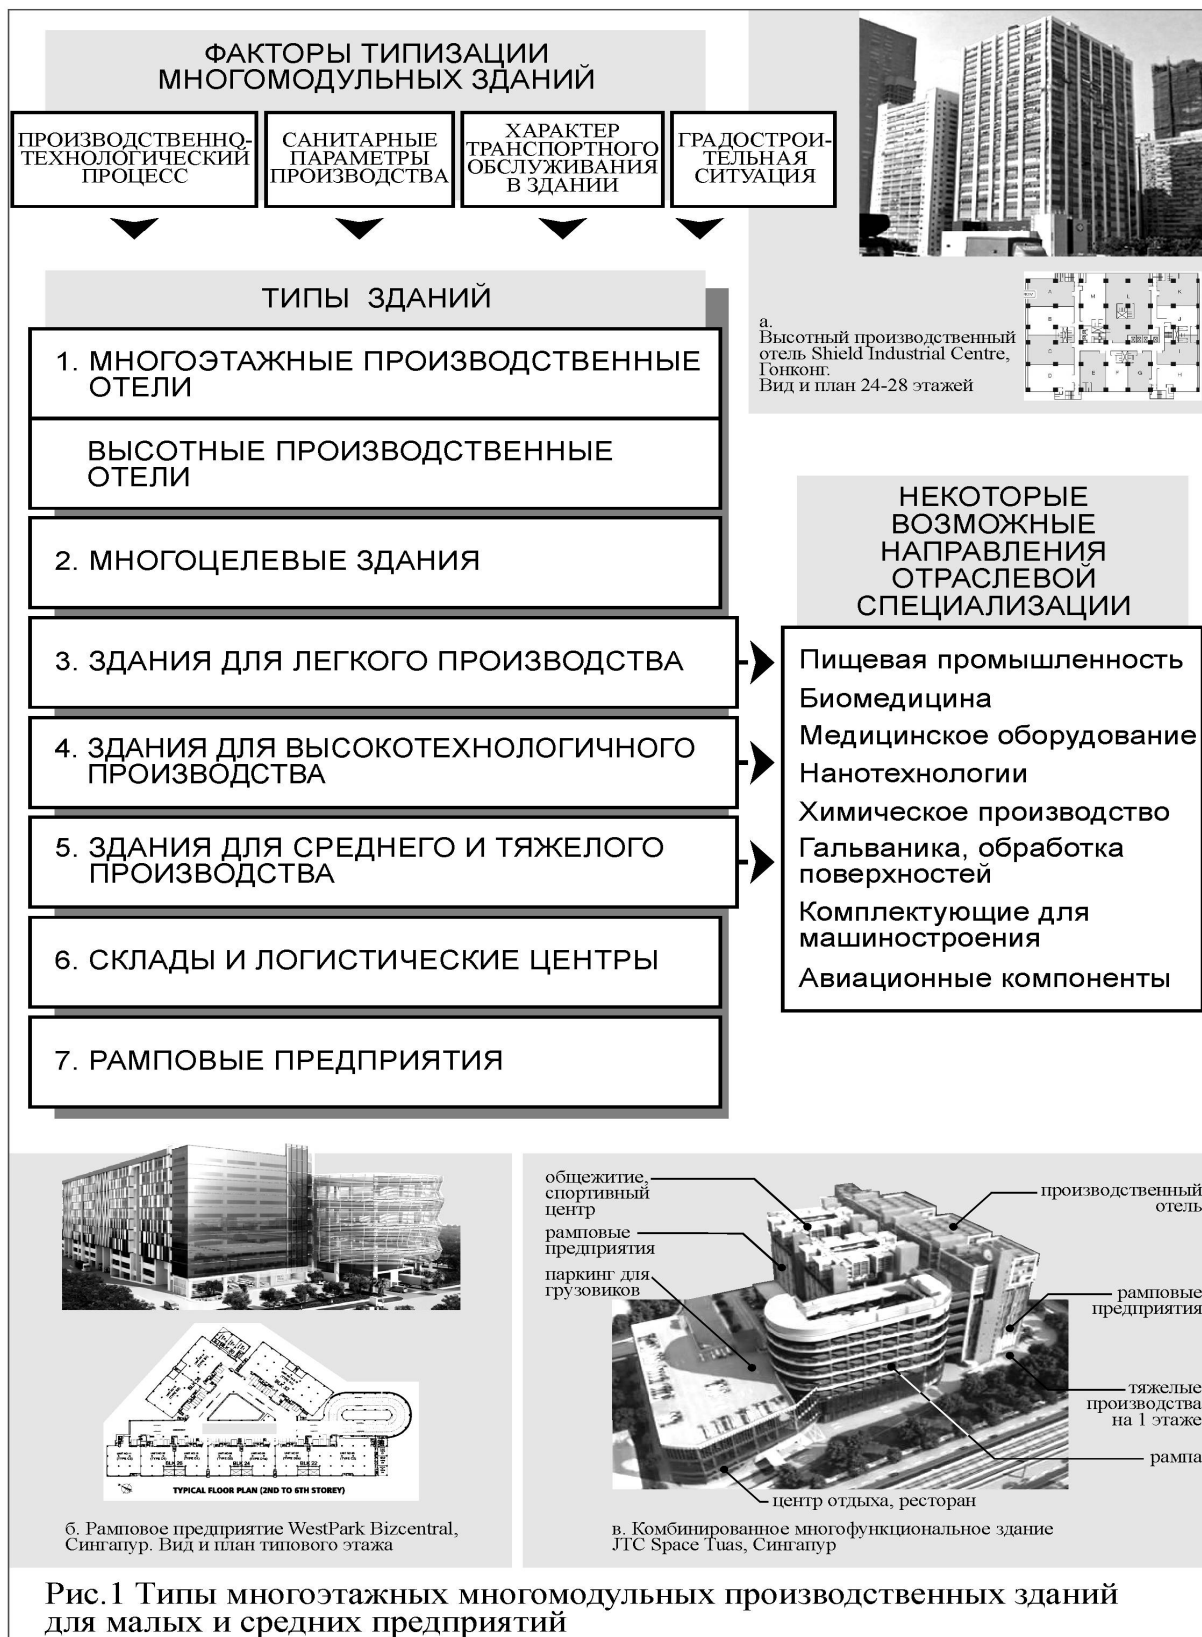 ФАКТОРЫ ТИПИЗАЦИИ
МНОГОМОДУЛЬНЫХ ЗДАНИЙ
ПРОИЗВОДСТВЕННО-
ТЕХНОЛОГИЧЕСКИЙ
ПРОЦЕСС
САНИТАРНЫЕ
ПАРАМЕТРЫ
ПРОИЗВОДСТВА
ХАРАКТЕР
ТРАНСПОРТНОГО
ОБСЛУЖИВАНИЯ
В ЗДАНИИ
ГРАДОСТРОИ-
ТЕЛЬНАЯ
СИТУАЦИЯ
а.
Высотный производственный
отель Shield Industrial Centre,
Гонконг.
Вид и план 24-28 этажей
A
B
C
D
E
F
G
H
I
J
K
L
M
ТИПЫ ЗДАНИЙ
1. МНОГОЭТАЖНЫЕ ПРОИЗВОДСТВЕННЫЕ
ОТЕЛИ
ВЫСОТНЫЕ ПРОИЗВОДСТВЕННЫЕ
ОТЕЛИ
2. МНОГОЦЕЛЕВЫЕ ЗДАНИЯ
3. ЗДАНИЯ ДЛЯ ЛЕГКОГО ПРОИЗВОДСТВА
4. ЗДАНИЯ ДЛЯ ВЫСОКОТЕХНОЛОГИЧНОГО
ПРОИЗВОДСТВА
5. ЗДАНИЯ ДЛЯ СРЕДНЕГО И ТЯЖЕЛОГО
ПРОИЗВОДСТВА
6. СКЛАДЫ И ЛОГИСТИЧЕСКИЕ ЦЕНТРЫ
7. РАМПОВЫЕ ПРЕДПРИЯТИЯ
НЕКОТОРЫЕ
ВОЗМОЖНЫЕ
НАПРАВЛЕНИЯ
ОТРАСЛЕВОЙ
СПЕЦИАЛИЗАЦИИ
Пищевая промышленность
Биомедицина
Медицинское оборудование
Нанотехнологии
Химическое производство
Гальваника, обработка
поверхностей
Комплектующие для
машиностроения
Авиационные компоненты
BLK 26
BLK 24
BLK 22
TYPICAL FLOOR PLAN (2ND TO 6TH STOREY)
б. Рамповое предприятие WestPark Bizcentral,
Сингапур. Вид и план типового этажа
общежитие,
спортивный
центр
рамповые
предприятия
паркинг для
грузовиков
производственный
отель
рамповые
предприятия
тяжелые
производства
на 1 этаже
рампа
центр отдыха, ресторан
в. Комбинированное многофункциональное здание
JTC Space Tuas, Сингапур
Рис.1 Типы многоэтажных многомодульных производственных зданий
для малых и средних предприятий